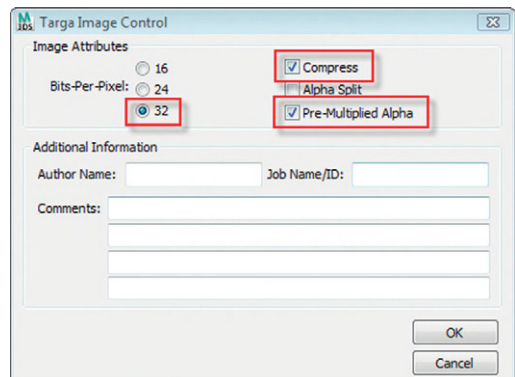 M
3DS
Targa Image Control
Image Attributes
Bits-Per-Pixel:
16
24
32
Compress
Alpha Split
Pre-Multiplied Alpha
Additional Information
Author Name:
Job Name/ID:
Comments:
OK
Cancel